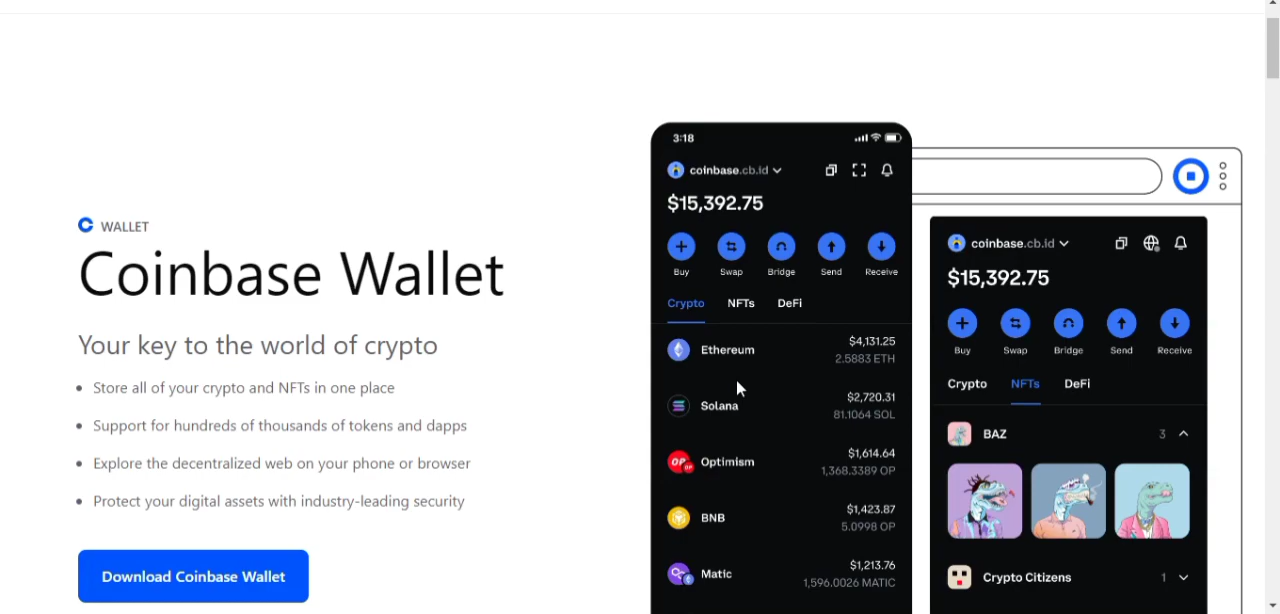 WALLET
Coinbase Wallet
Your key to the world of crypto
Store all of your crypto and NFTs in one place
Support for hundreds of thousands of tokens and dapps
Explore the decentralized web on your phone or browser
Protect your digital assets with industry-leading security
Download Coinbase Wallet
3:18
coinbase.cb.id
$15,392.75
Buy Swap Bridge Send Receive
Crypto NFTs DeFi
Ethereum $4,131.25
2.5883 ETH
Solana $2,720.31
81.1064 SOL
OP OP Optimism $1,614.64
1,368.3389 OP
BNB $1,423.87
5.0998 OP
Matic $1,213.76
1,596.0026 MATIC
coinbase.cb.id
$15,392.75
Buy Swap Bridge Send Receive
Crypto NFTs DeFi
BAZ 3
Crypto Citizens 1